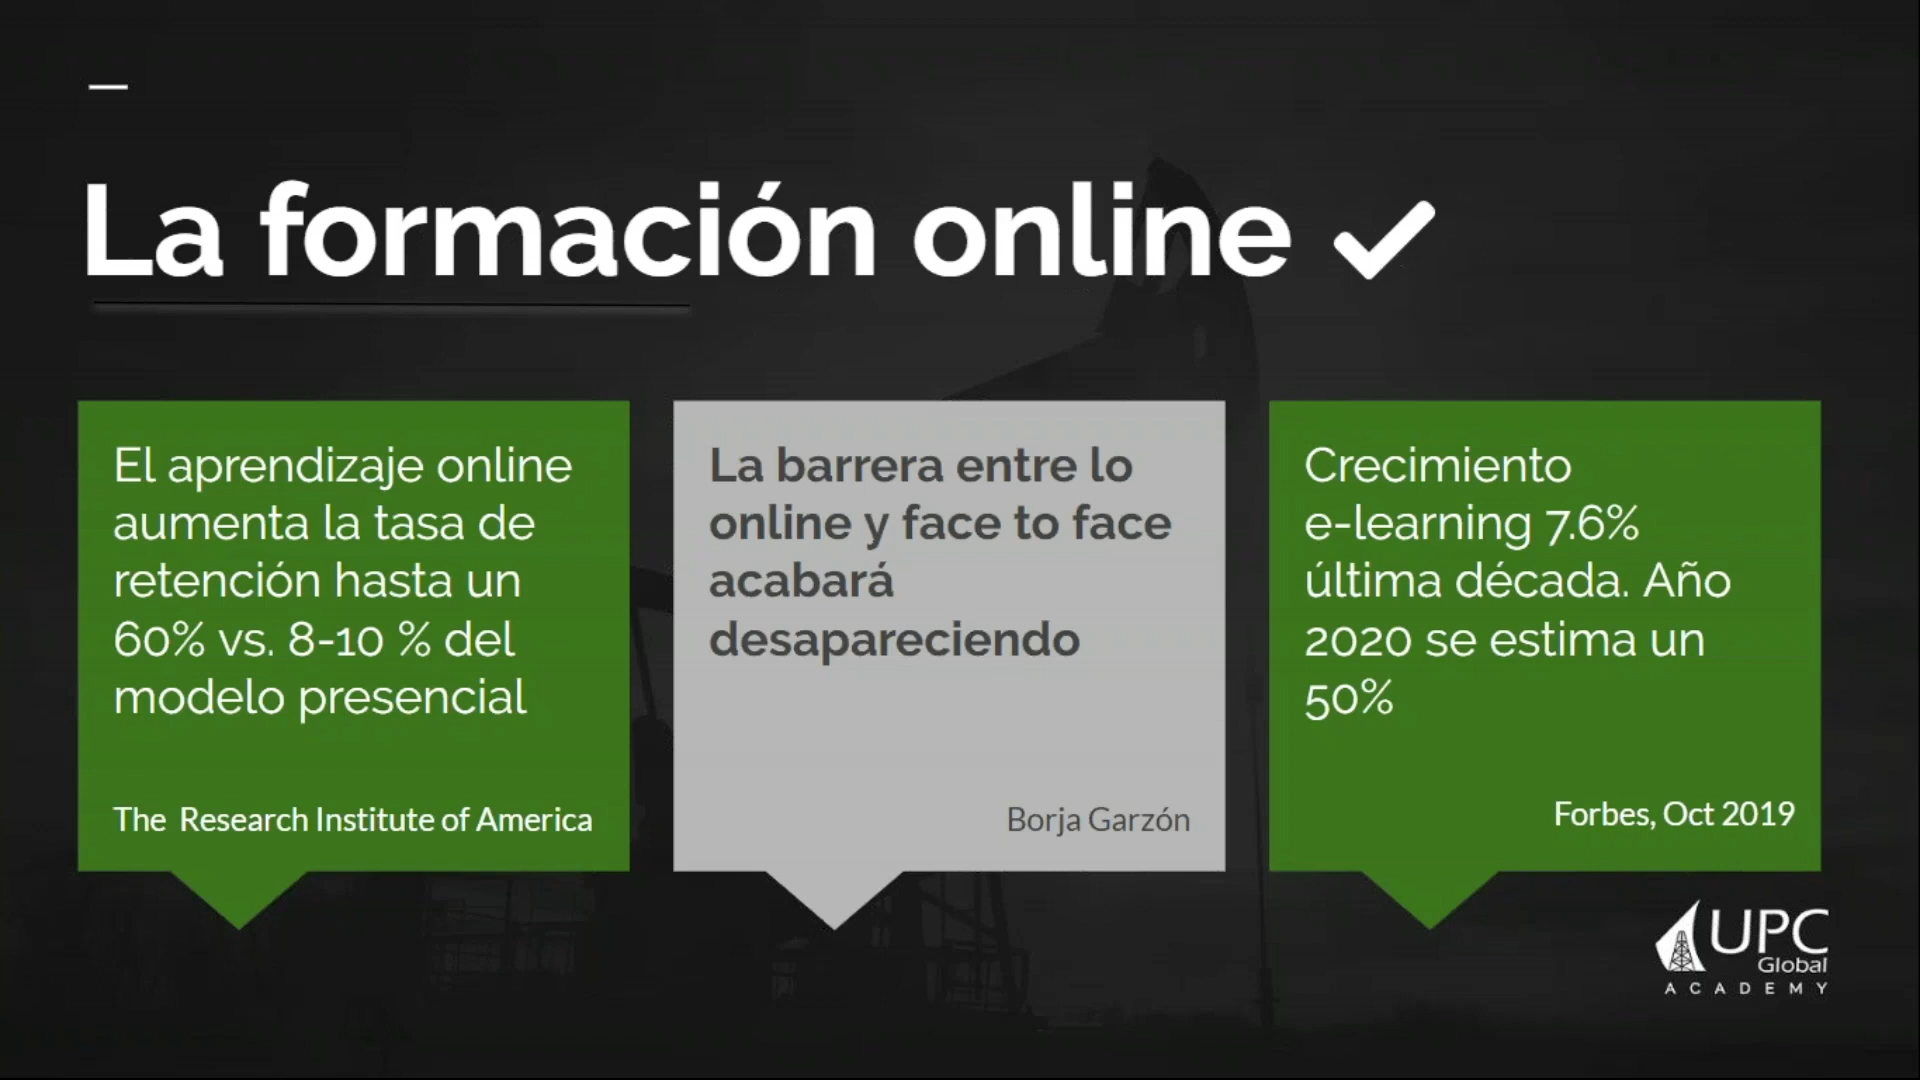 La formación online
El aprendizaje online
aumenta la tasa de
retención hasta un
60% vs. 8-10 % del
modelo presencial
The Research Institute of America
La barrera entre lo
online y face to face
acabará
desapareciendo
Borja Garzón
Crecimiento
e-learning 7.6%
última década. Año
2020 se estima un
50%
Forbes, Oct 2019
UPC
Global
ACADEMY